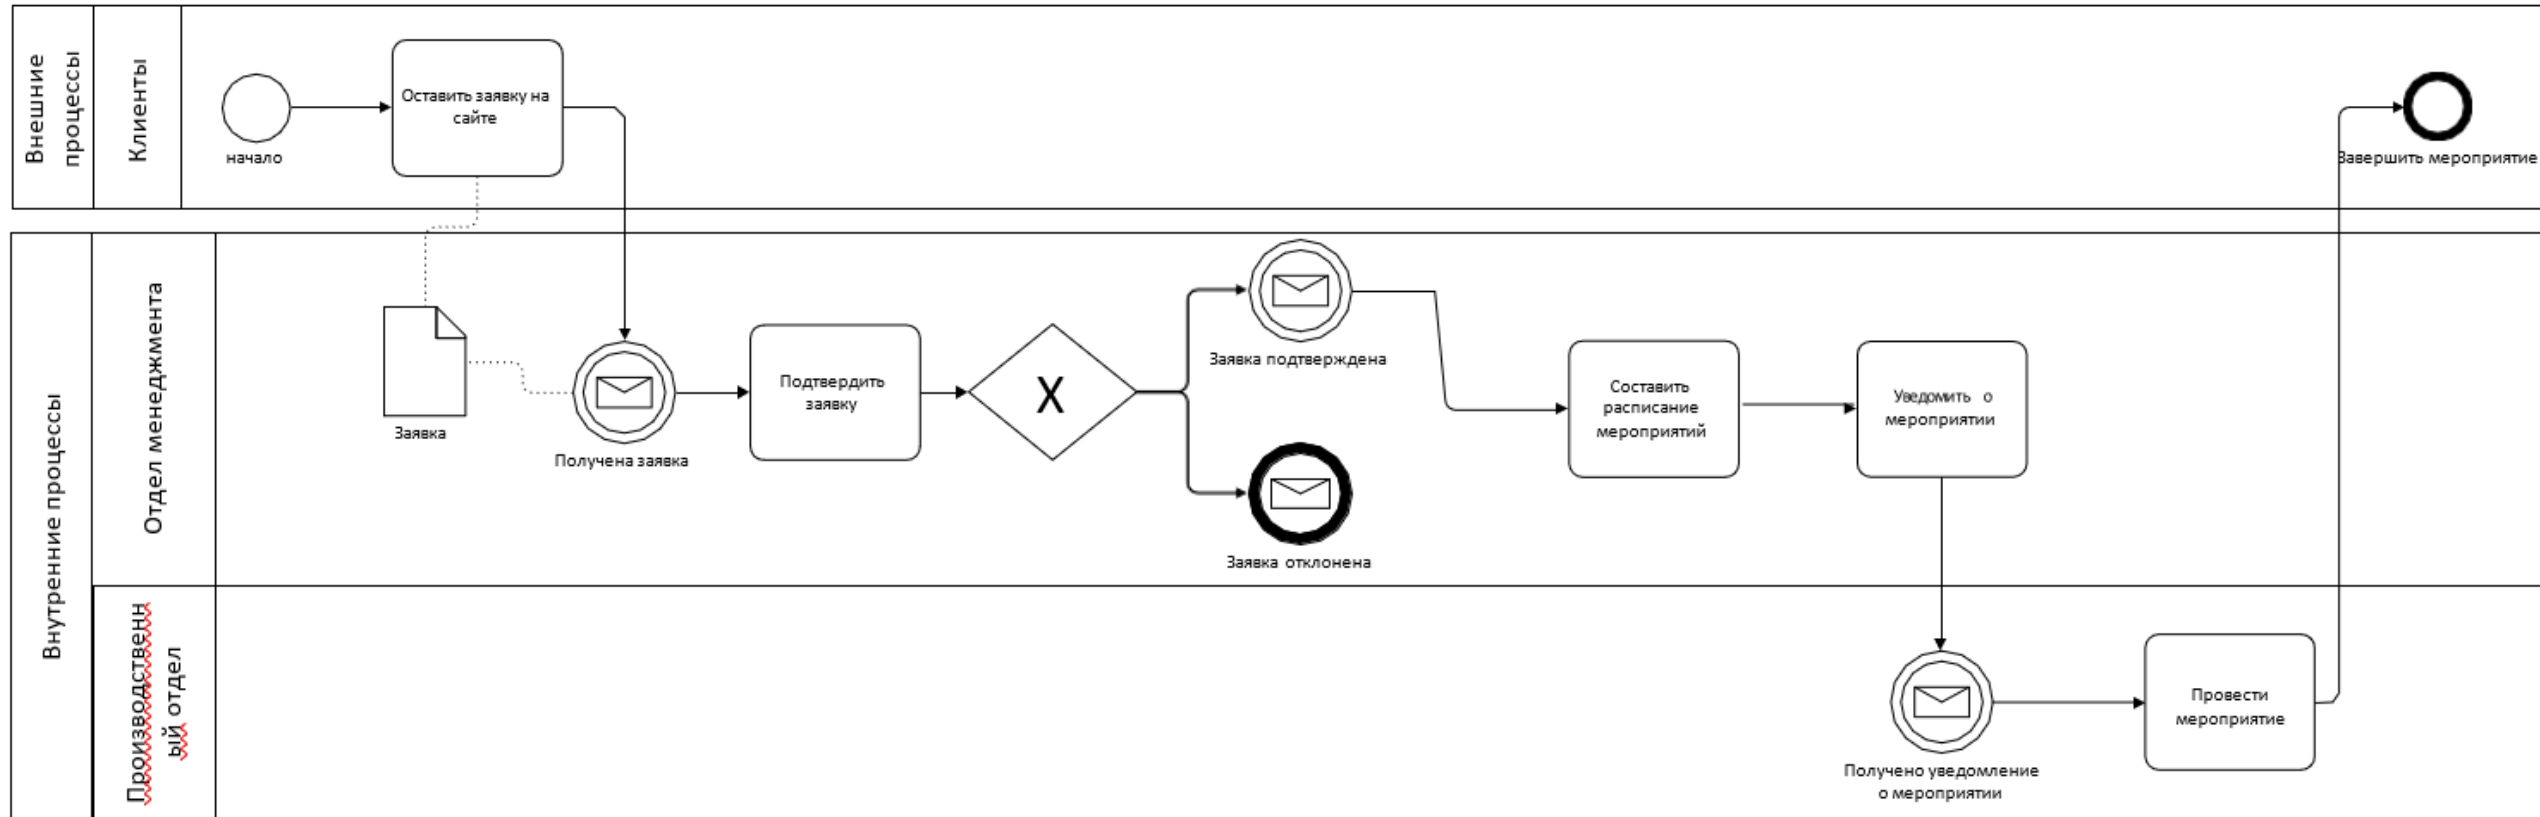 Внешние
процессы
Клиенты
начало
Оставить заявку на
сайте
Завершить мероприятие
Внутренние процессы
Отдел менеджмента
Заявка
Получена заявка
Подтвердить
заявку
X
Заявка подтверждена
Заявка отклонена
Составить
расписание
мероприятий
Уведомить о
мероприятии
Производственн
ый отдел
Получено уведомление
о мероприятии
Провести
мероприятие